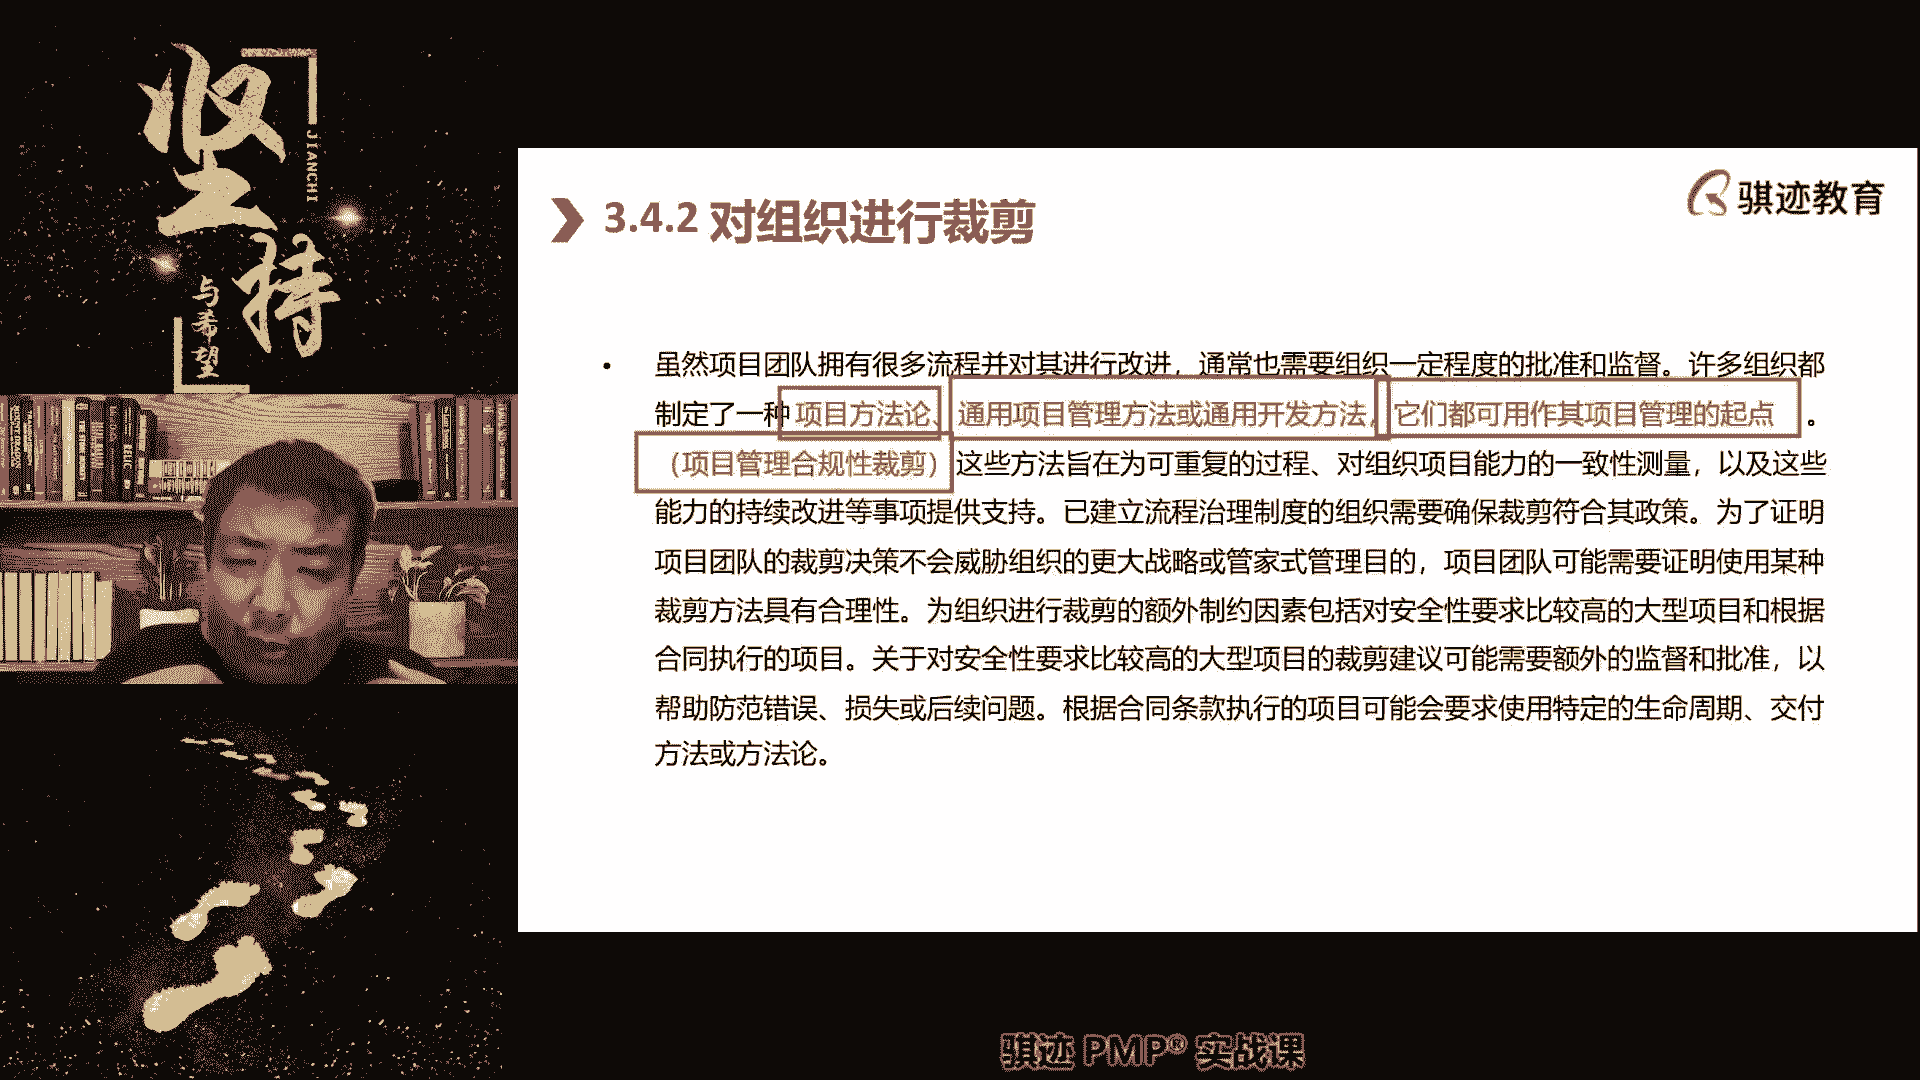 坚持
JIANCHI
与希望
骐迹教育
3.4.2 对组织进行裁剪
• 虽然项目团队拥有很多流程并对其进行改进，通常也需要组织一定程度的批准和监督。许多组织都
制定了一种 项目方法论、通用项目管理方法或通用开发方法，它们都可用作其项目管理的起点 。
（项目管理合规性裁剪）这些方法旨在为可重复的过程、对组织项目能力的一致性测量，以及这些
能力的持续改进等事项提供支持。已建立流程治理制度的组织需要确保裁剪符合其政策。为了证明
项目团队的裁剪决策不会威胁组织的更大战略或管家式管理目的，项目团队可能需要证明使用某种
裁剪方法具有合理性。为组织进行裁剪的额外制约因素包括对安全性要求比较高的大型项目和根据
合同执行的项目。关于对安全性要求比较高的大型项目的裁剪建议可能需要额外的监督和批准，以
帮助防范错误、损失或后续问题。根据合同条款执行的项目可能会要求使用特定的生命周期、交付
方法或方法论。
骐迹 PMP® 实战课